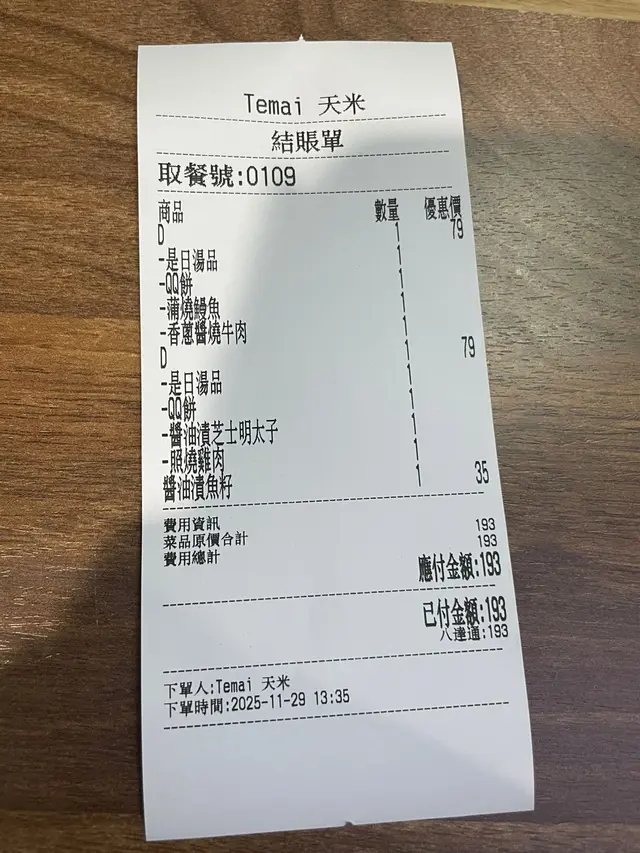 Temai 天米
結賬單
取餐號:0109
商品 數量 優惠價
D 1 79
-是日湯品 1
-QQ餅 1
-蒲燒鰻魚 1
-香蔥醬燒牛肉 1
D 1 79
-是日湯品 1
-QQ餅 1
-醬油漬芝士明太子 1
-照燒雞肉 1
醬油漬魚籽 1 35
費用資訊
菜品原價合計 193
費用總計 193
應付金額:193
已付金額:193
八達通:193
下單人:Temai 天米
下單時間:2025-11-29 13:35